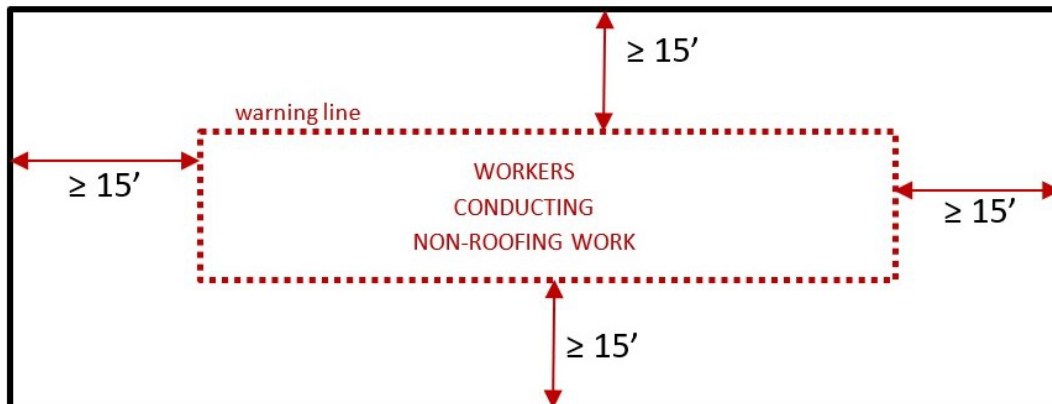 ≥ 15’
warning line
≥ 15’
WORKERS
CONDUCTING
NON-ROOFING WORK
≥ 15’
≥ 15’